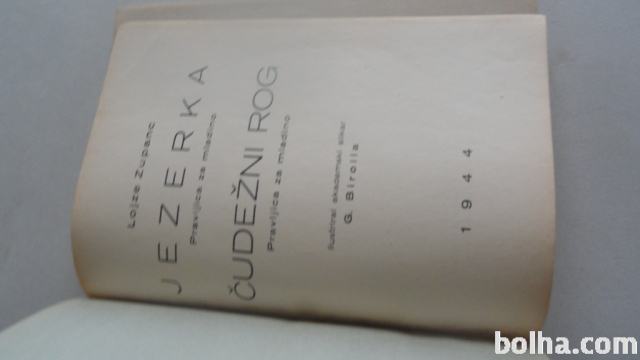 Lojze Zupanc
JEZERKA
Pravljica za mladino
ČUDEŽNI ROG
Pravljica za mladino
Ilustriral akademski slikar
G. Birolla
1944
bolha.com